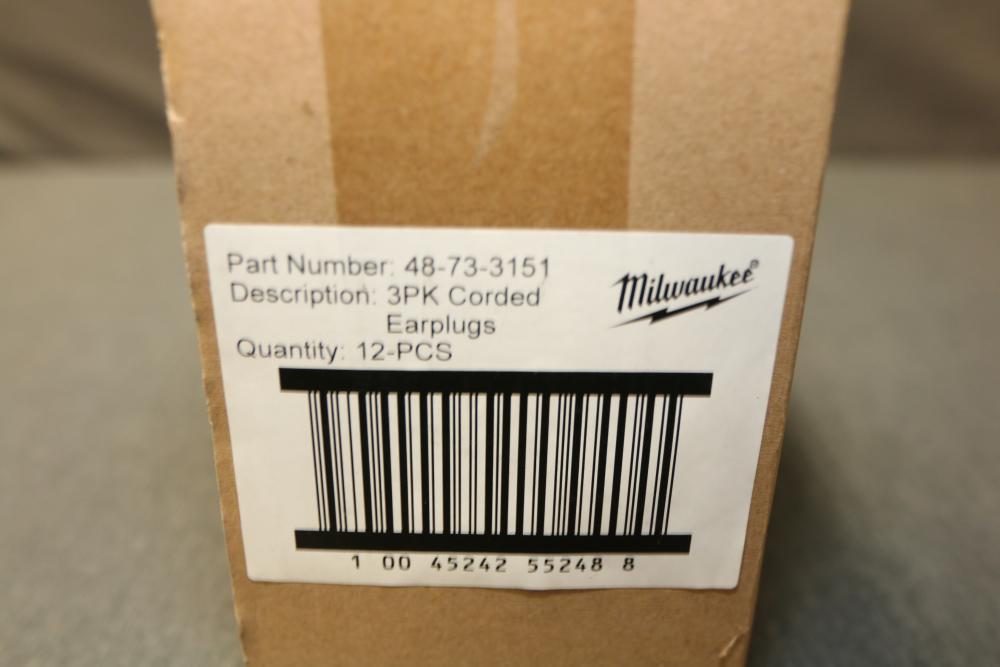 Part Number: 48-73-3151
Description: 3PK Corded
Earplugs
Quantity: 12-PCS
Milwaukee®
1 00 45242 55248 8